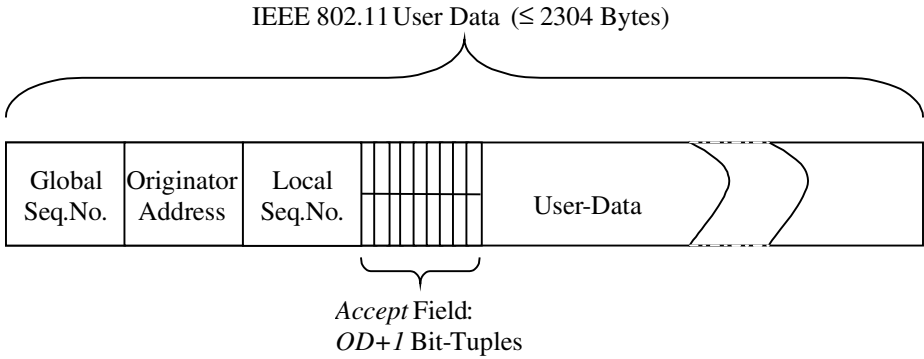 IEEE 802.11 User Data (≤ 2304 Bytes)
Global Seq.No.
Originator Address
Local Seq.No.
User-Data
Accept Field:
OD+1 Bit-Tuples